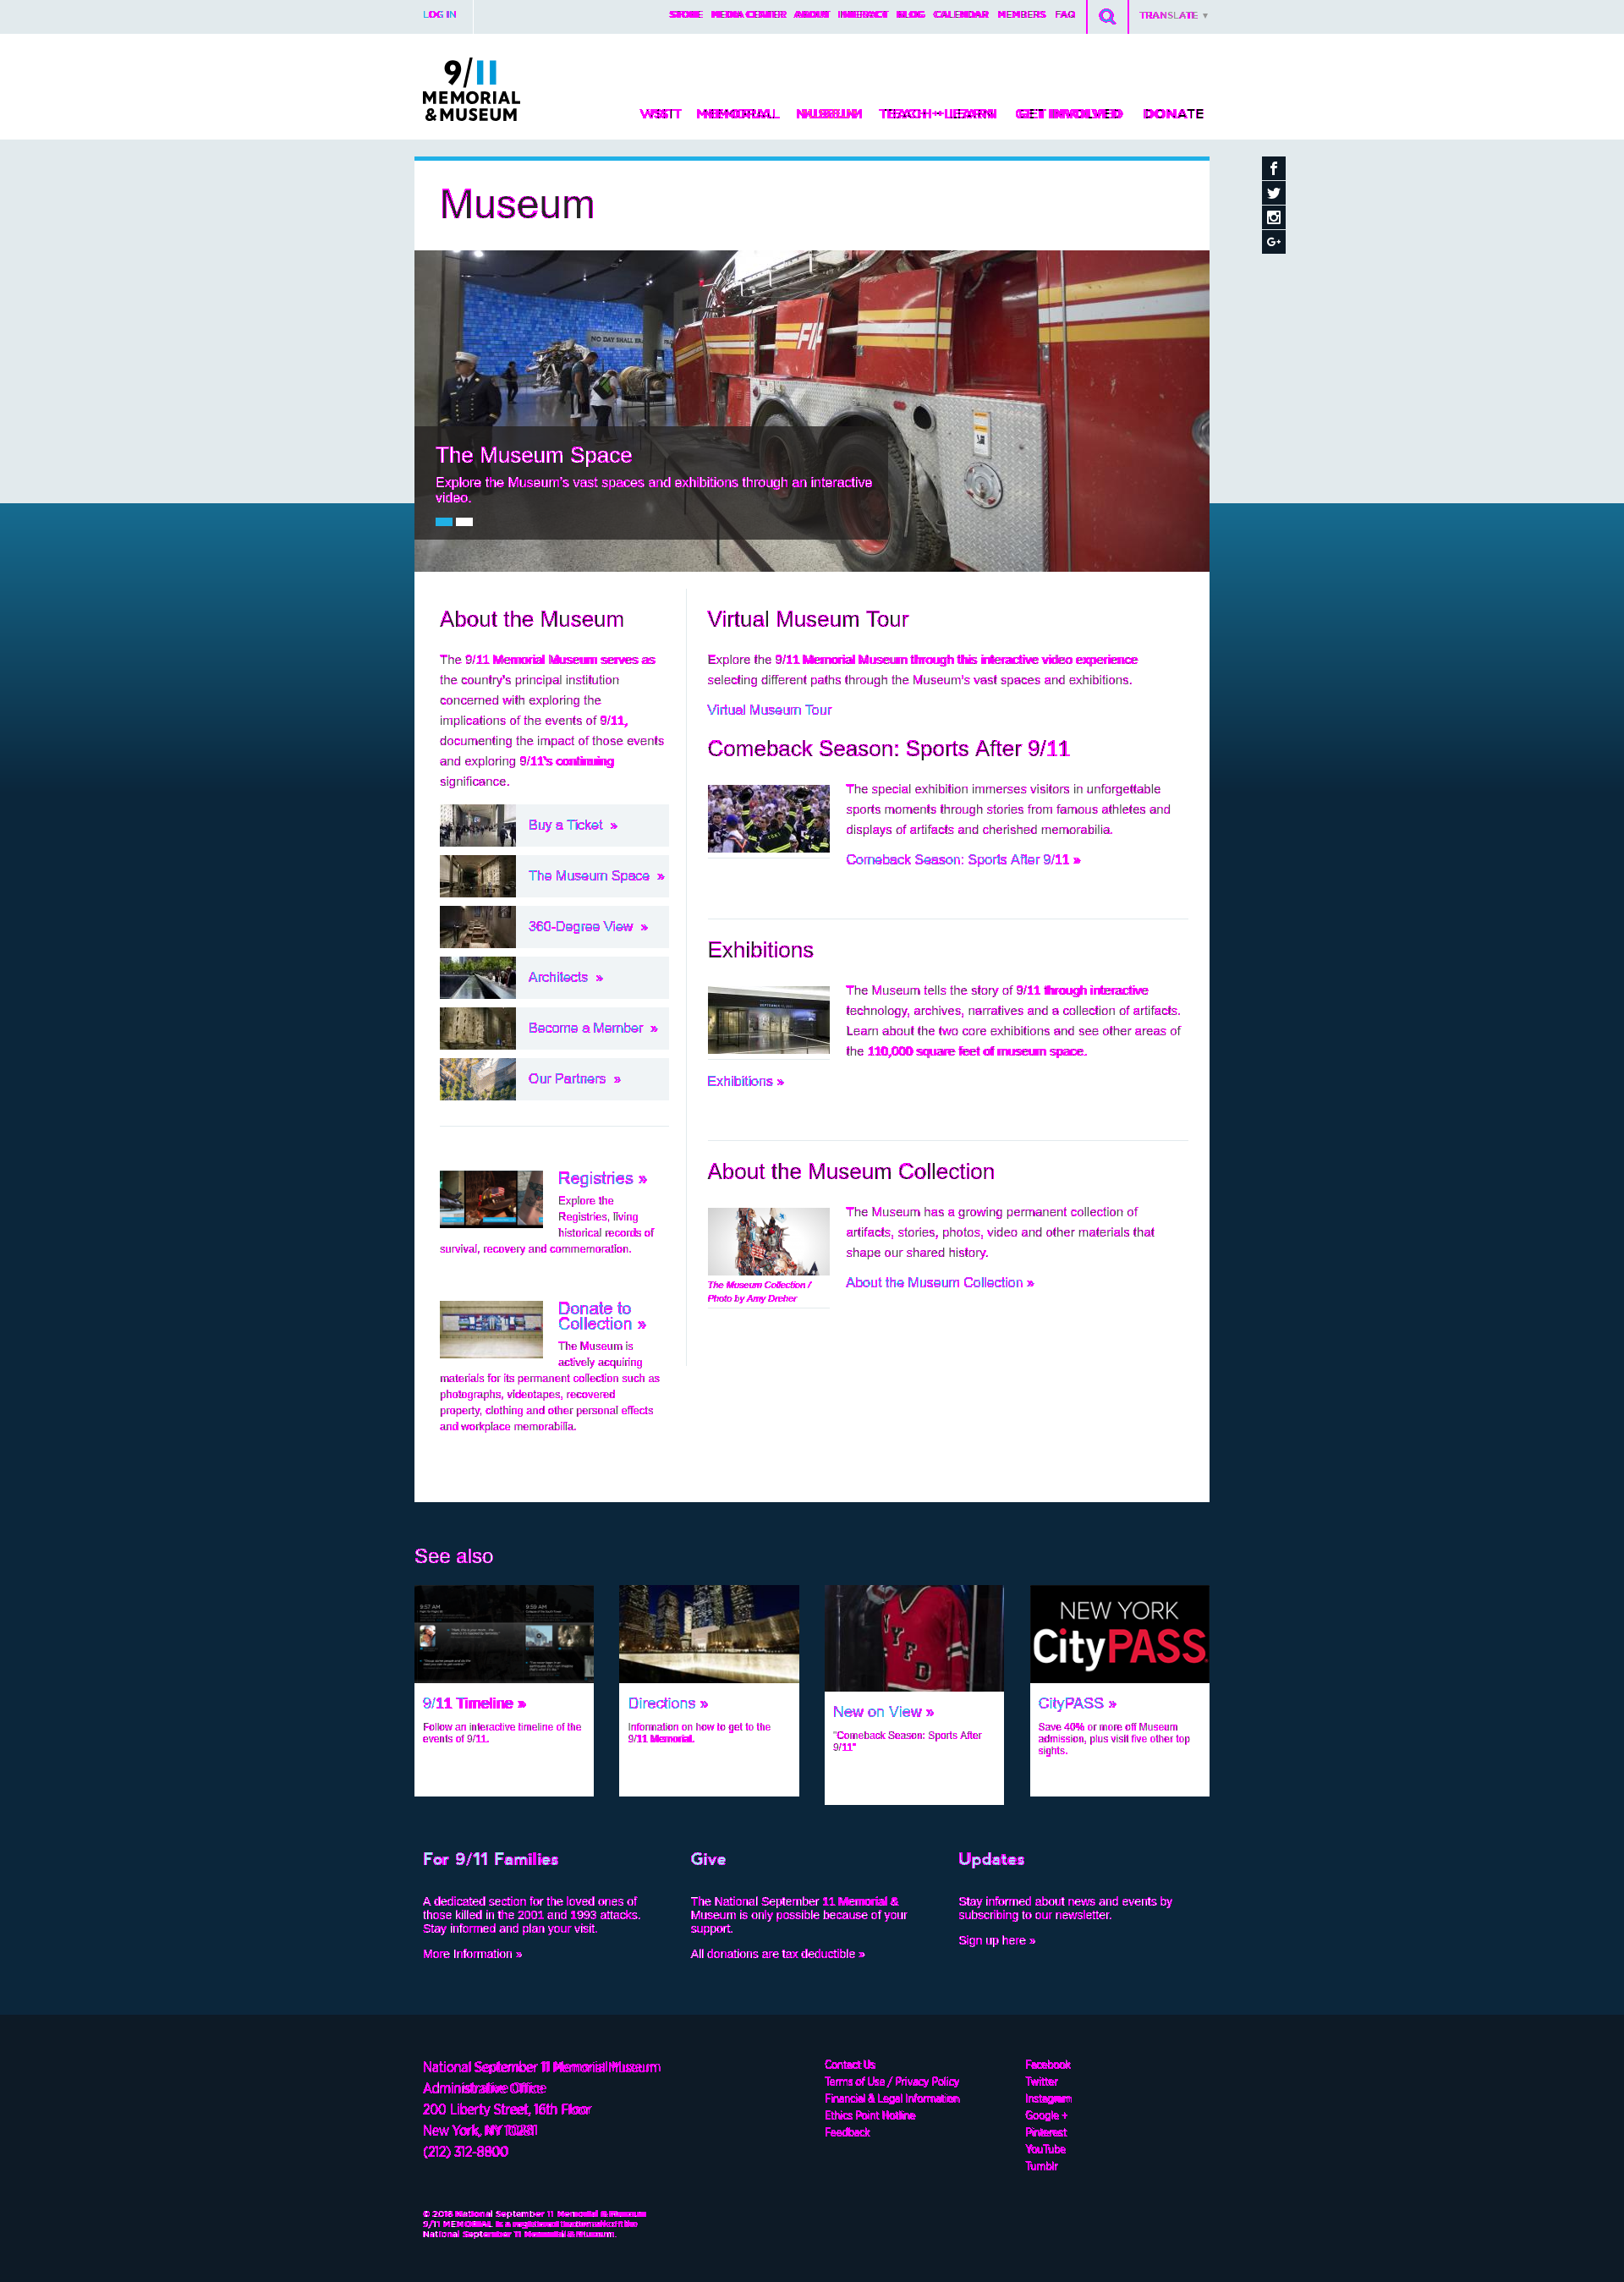 LOG IN
STORE MEDIA CENTER ABOUT INTERACT BLOG CALENDAR MEMBERS FAQ
TRANSLATE ▼
9/11
MEMORIAL
& MUSEUM
VISIT MEMORIAL MUSEUM TEACH + LEARN GET INVOLVED DONATE
Museum
NO DAY SHALL
The Museum Space
Explore the Museum's vast spaces and exhibitions through an interactive
video.
About the Museum
The 9/11 Memorial Museum serves as
the country's principal institution
concerned with exploring the
implications of the events of 9/11,
documenting the impact of those events
and exploring 9/11's continuing
significance.
Buy a Ticket »
The Museum Space »
360-Degree View »
Architects »
Become a Member »
Our Partners »
Registries »
Explore the
Registries, living
historical records of
survival, recovery and commemoration.
Donate to
Collection »
The Museum is
actively acquiring
materials for its permanent collection such as
photographs, videotapes, recovered
property, clothing and other personal effects
and workplace memorabilia.
Virtual Museum Tour
Explore the 9/11 Memorial Museum through this interactive video experience
selecting different paths through the Museum's vast spaces and exhibitions.
Virtual Museum Tour
Comeback Season: Sports After 9/11
The special exhibition immerses visitors in unforgettable
sports moments through stories from famous athletes and
displays of artifacts and cherished memorabilia.
Comeback Season: Sports After 9/11 »
Exhibitions
The Museum tells the story of 9/11 through interactive
technology, archives, narratives and a collection of artifacts.
Learn about the two core exhibitions and see other areas of
the 110,000 square feet of museum space.
Exhibitions »
About the Museum Collection
The Museum has a growing permanent collection of
artifacts, stories, photos, video and other materials that
shape our shared history.
The Museum Collection /
Photo by Amy Dreher
About the Museum Collection »
See also
9:57 AM
9:59 AM
NYFD
NEW YORK
CityPASS
9/11 Timeline »
Follow an interactive timeline of the
events of 9/11.
Directions »
Information on how to get to the
9/11 Memorial.
New on View »
"Comeback Season: Sports After
9/11"
CityPASS »
Save 40% or more off Museum
admission, plus visit five other top
sights.
For 9/11 Families
A dedicated section for the loved ones of
those killed in the 2001 and 1993 attacks.
Stay informed and plan your visit.
More Information »
Give
The National September 11 Memorial &
Museum is only possible because of your
support.
All donations are tax deductible »
Updates
Stay informed about news and events by
subscribing to our newsletter.
Sign up here »
National September 11 Memorial Museum
Administrative Office
200 Liberty Street, 16th Floor
New York, NY 10281
(212) 312-8800
Contact Us
Terms of Use / Privacy Policy
Financial & Legal Information
Ethics Point Hotline
Feedback
Facebook
Twitter
Instagram
Google +
Pinterest
YouTube
Tumblr
© 2018 National September 11 Memorial & Museum
9/11 MEMORIAL is a registered trademark of the
National September 11 Memorial & Museum.